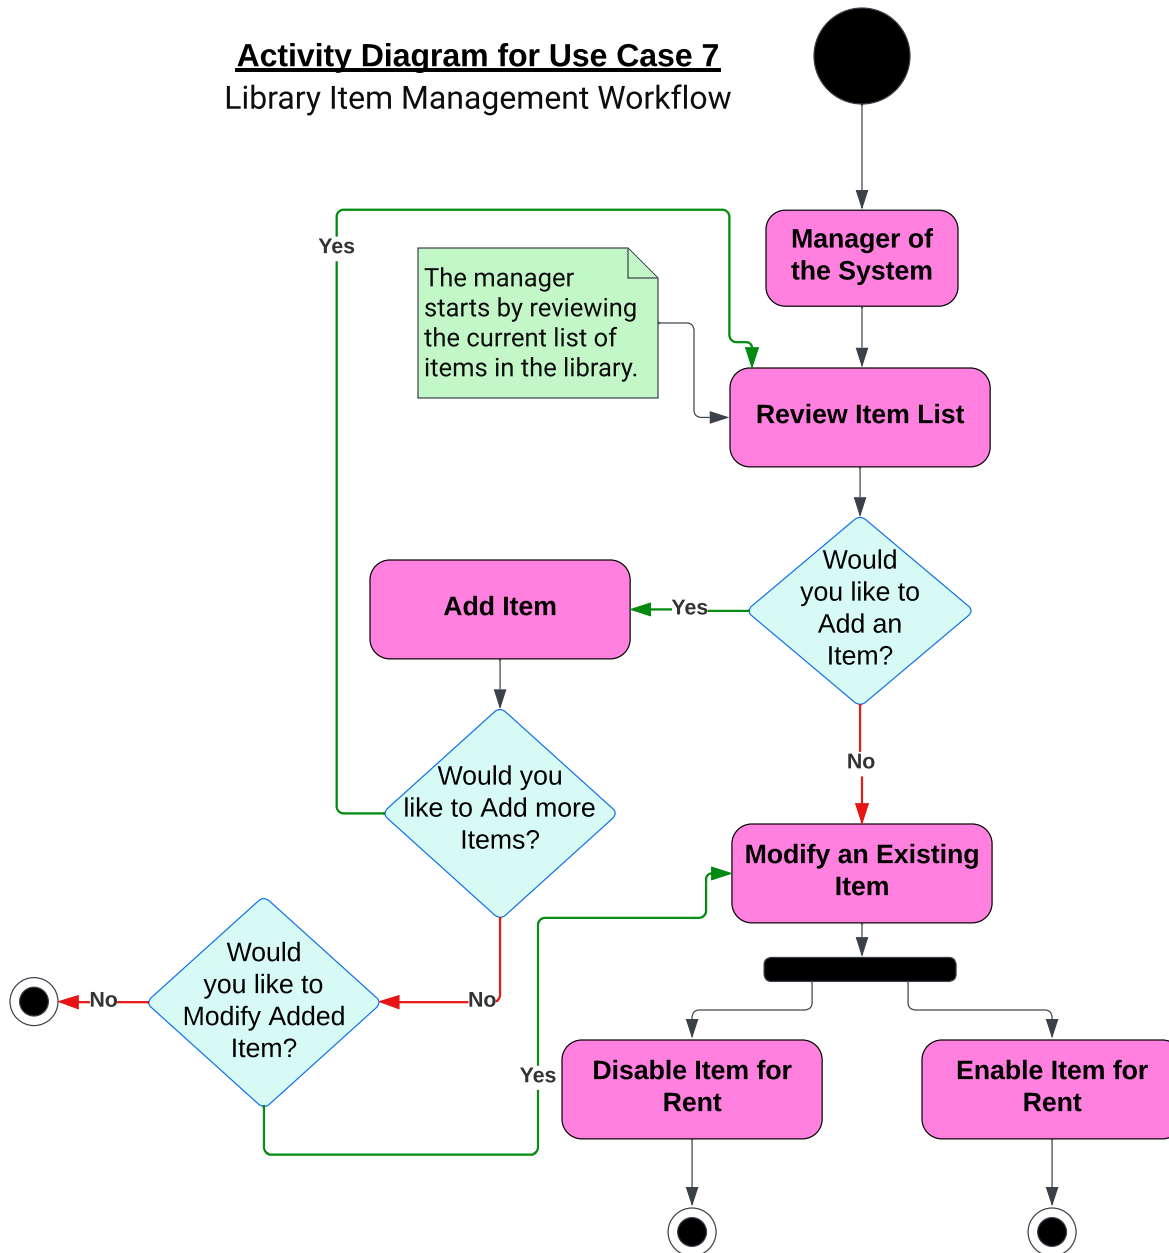 Activity Diagram for Use Case 7
Library Item Management Workflow
Manager of
the System
Yes
The manager
starts by reviewing
the current list of
items in the library.
Review Item List
Would
you like to
Add an
Item?
Yes
Add Item
No
Would you
like to Add more
Items?
Modify an Existing
Item
Would
you like to
Modify Added
Item?
No
No
Yes
Disable Item for
Rent
Enable Item for
Rent